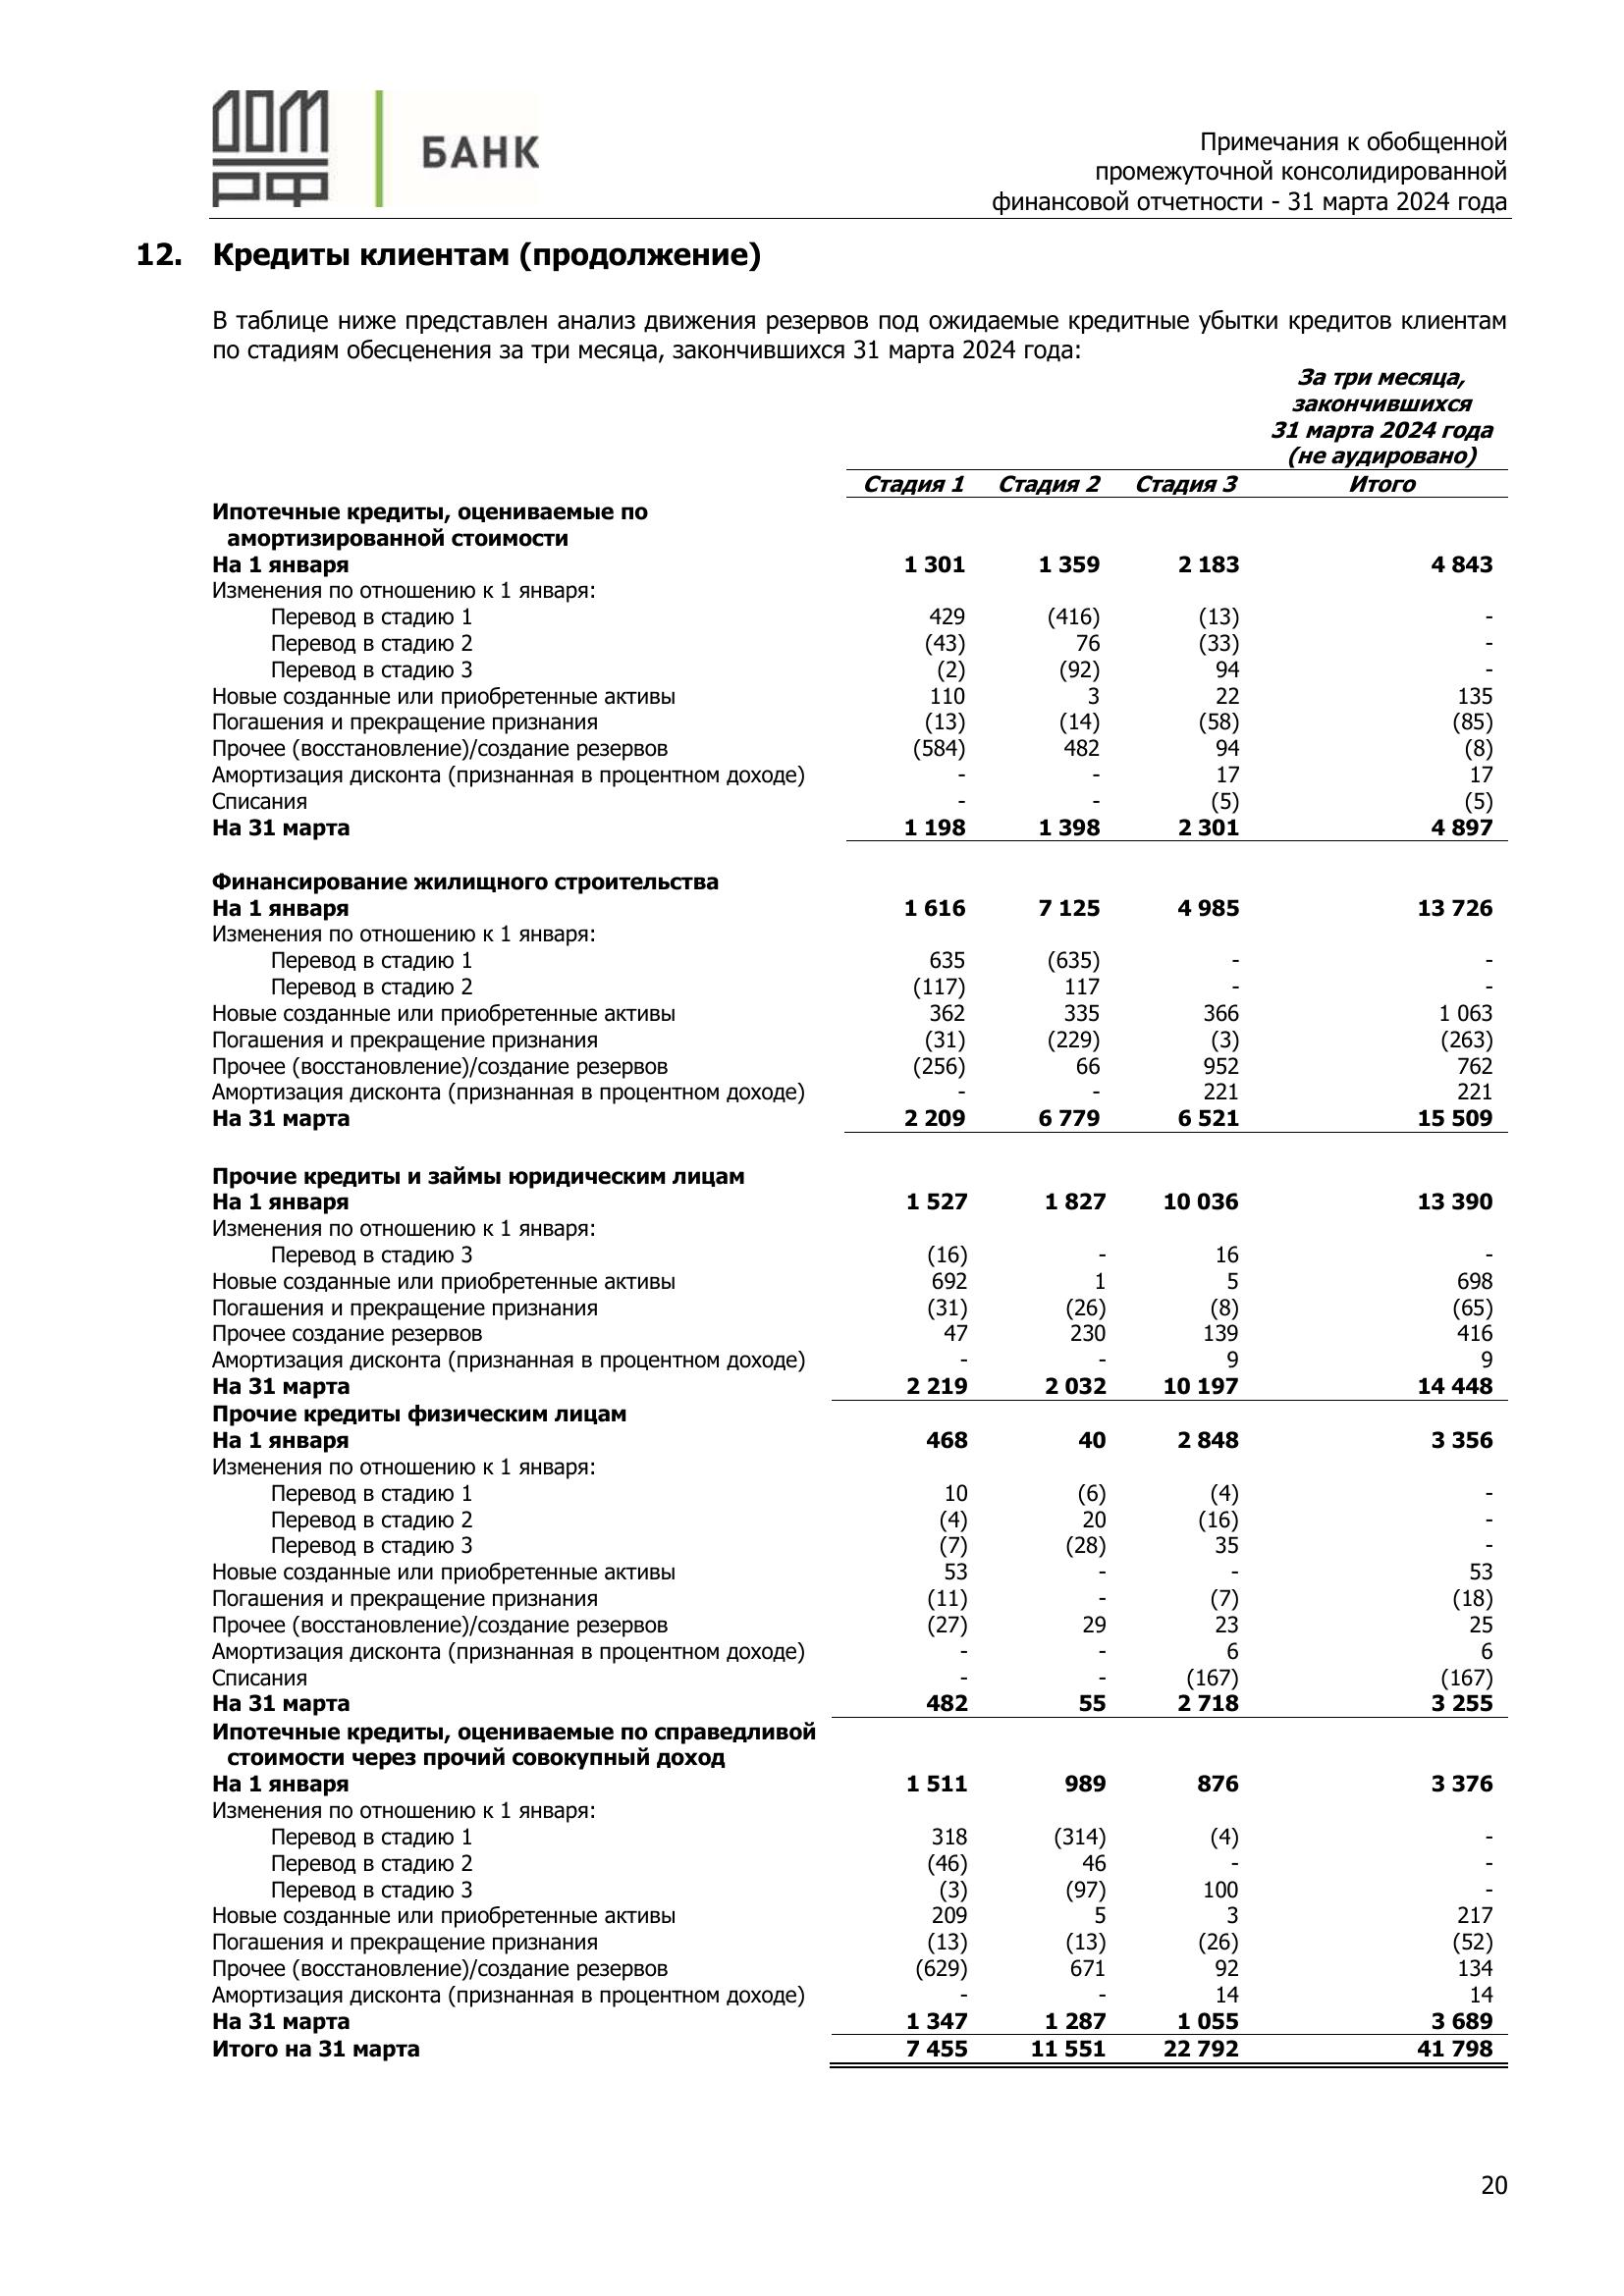 ДОМ
РФ
БАНК
Примечания к обобщенной
промежуточной консолидированной
финансовой отчетности - 31 марта 2024 года
12. Кредиты клиентам (продолжение)
В таблице ниже представлен анализ движения резервов под ожидаемые кредитные убытки кредитов клиентам
по стадиям обесценения за три месяца, закончившихся 31 марта 2024 года:
За три месяца,
закончившихся
31 марта 2024 года
(не аудировано)
Стадия 1 Стадия 2 Стадия 3 Итого
Ипотечные кредиты, оцениваемые по
амортизированной стоимости
На 1 января 1 301 1 359 2 183 4 843
Изменения по отношению к 1 января:
Перевод в стадию 1 429 (416) (13) -
Перевод в стадию 2 (43) 76 (33) -
Перевод в стадию 3 (2) (92) 94 -
Новые созданные или приобретенные активы 110 3 22 135
Погашения и прекращение признания (13) (14) (58) (85)
Прочее (восстановление)/создание резервов (584) 482 94 (8)
Амортизация дисконта (признанная в процентном доходе) - - 17 17
Списания - - (5) (5)
На 31 марта 1 198 1 398 2 301 4 897
Финансирование жилищного строительства
На 1 января 1 616 7 125 4 985 13 726
Изменения по отношению к 1 января:
Перевод в стадию 1 635 (635) - -
Перевод в стадию 2 (117) 117 - -
Новые созданные или приобретенные активы 362 335 366 1 063
Погашения и прекращение признания (31) (229) (3) (263)
Прочее (восстановление)/создание резервов (256) 66 952 762
Амортизация дисконта (признанная в процентном доходе) - - 221 221
На 31 марта 2 209 6 779 6 521 15 509
Прочие кредиты и займы юридическим лицам
На 1 января 1 527 1 827 10 036 13 390
Изменения по отношению к 1 января:
Перевод в стадию 3 (16) - 16 -
Новые созданные или приобретенные активы 692 1 5 698
Погашения и прекращение признания (31) (26) (8) (65)
Прочее создание резервов 47 230 139 416
Амортизация дисконта (признанная в процентном доходе) - - 9 9
На 31 марта 2 219 2 032 10 197 14 448
Прочие кредиты физическим лицам
На 1 января 468 40 2 848 3 356
Изменения по отношению к 1 января:
Перевод в стадию 1 10 (6) (4) -
Перевод в стадию 2 (4) 20 (16) -
Перевод в стадию 3 (7) (28) 35 -
Новые созданные или приобретенные активы 53 - - 53
Погашения и прекращение признания (11) - (7) (18)
Прочее (восстановление)/создание резервов (27) 29 23 25
Амортизация дисконта (признанная в процентном доходе) - - 6 6
Списания - - (167) (167)
На 31 марта 482 55 2 718 3 255
Ипотечные кредиты, оцениваемые по справедливой
стоимости через прочий совокупный доход
На 1 января 1 511 989 876 3 376
Изменения по отношению к 1 января:
Перевод в стадию 1 318 (314) (4) -
Перевод в стадию 2 (46) 46 - -
Перевод в стадию 3 (3) (97) 100 -
Новые созданные или приобретенные активы 209 5 3 217
Погашения и прекращение признания (13) (13) (26) (52)
Прочее (восстановление)/создание резервов (629) 671 92 134
Амортизация дисконта (признанная в процентном доходе) - - 14 14
На 31 марта 1 347 1 287 1 055 3 689
Итого на 31 марта 7 455 11 551 22 792 41 798
20